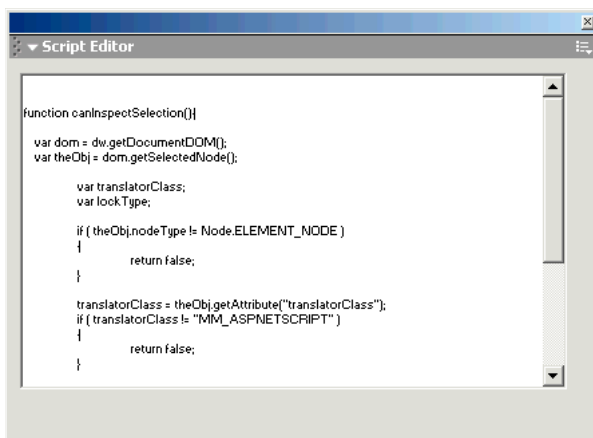 Script Editor
function canInspectSelection(){
var dom = dw.getDocumentDOM();
var theObj = dom.getSelectedNode();
var translatorClass;
var lockType;
if ( theObj.nodeType != Node.ELEMENT_NODE )
{
return false;
}
translatorClass = theObj.getAttribute("translatorClass");
if ( translatorClass != "MM_ASPNETSCRIPT" )
{
return false;
}